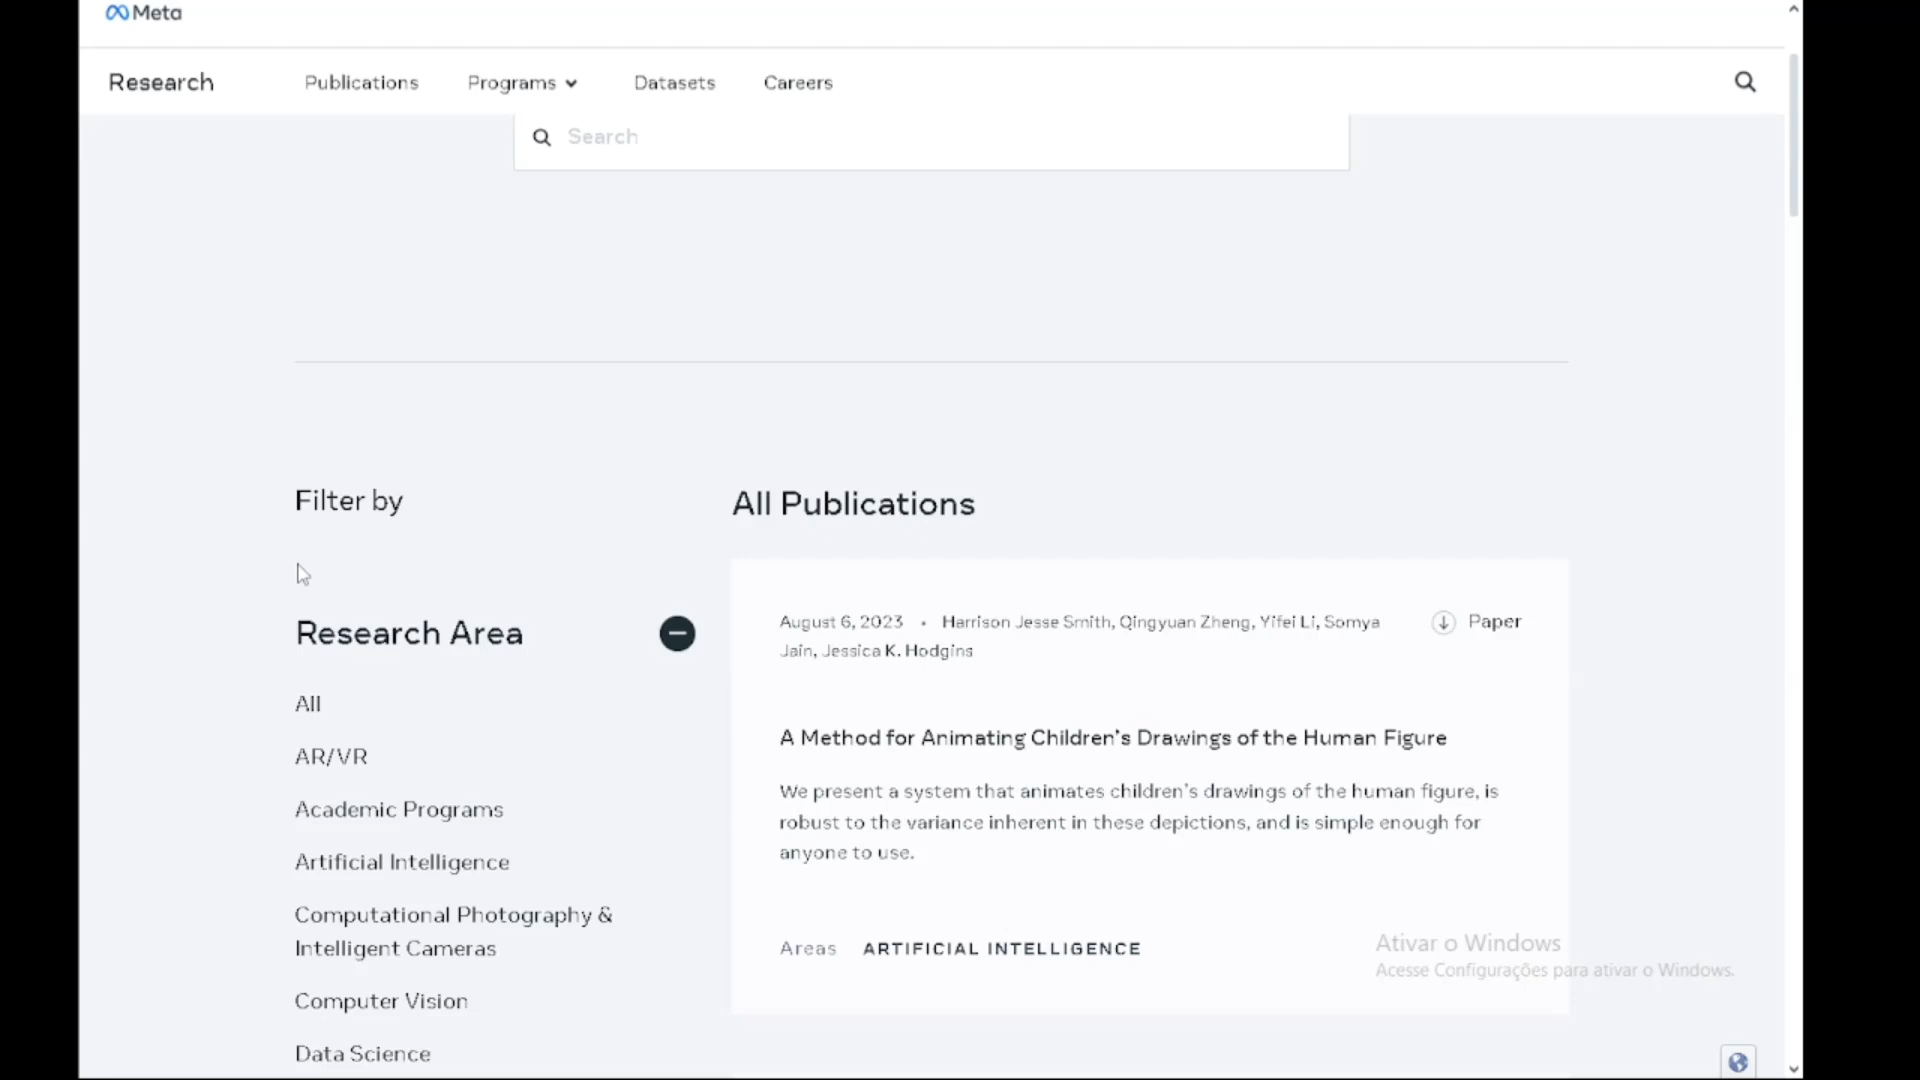 Meta
Research
Publications
Programs
Datasets
Careers
Search
Filter by
Research Area
All
AR/VR
Academic Programs
Artificial Intelligence
Computational Photography &
Intelligent Cameras
Computer Vision
Data Science
All Publications
August 6, 2023 • Harrison Jesse Smith, Qingyuan Zheng, Yifei Li, Somya
Jain, Jessica K. Hodgins
Paper
A Method for Animating Children's Drawings of the Human Figure
We present a system that animates children's drawings of the human figure, is
robust to the variance inherent in these depictions, and is simple enough for
anyone to use.
Areas ARTIFICIAL INTELLIGENCE
Ativar o Windows
Acesse Configurações para ativar o Windows.